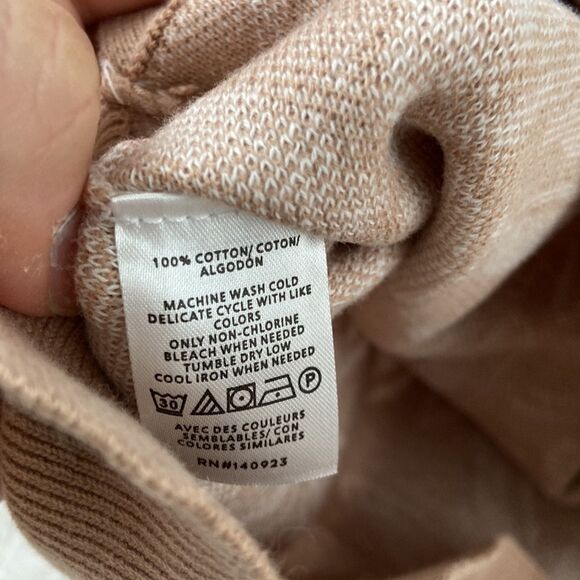 100% COTTON/ COTON/
ALGODÓN
MACHINE WASH COLD
DELICATE CYCLE WITH LIKE
COLORS
ONLY NON-CHLORINE
BLEACH WHEN NEEDED
TUMBLE DRY LOW
COOL IRON WHEN NEEDED
30 P
AVEC DES COULEURS
SEMBLABLES/ CON
COLORES SIMILARES
RN#140923